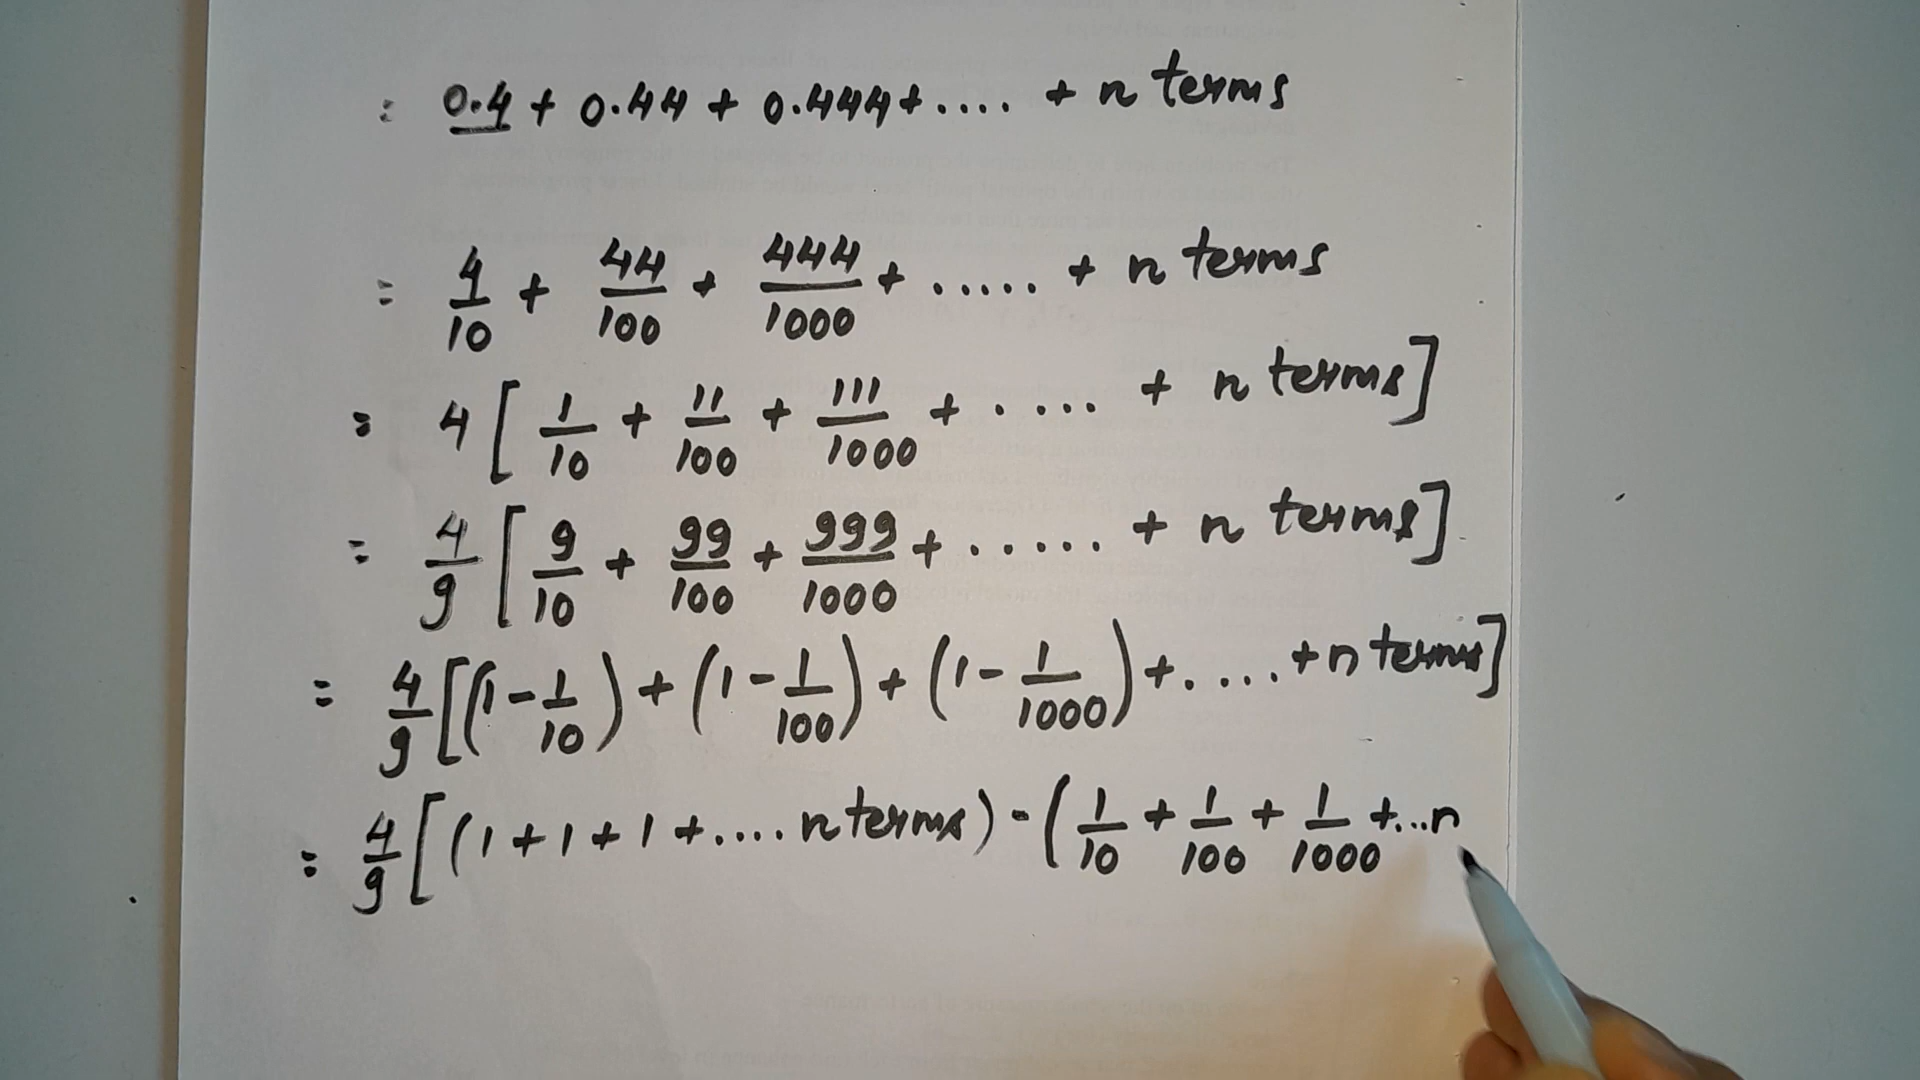 = 0.4 + 0.44 + 0.444 + .... + n terms
= 4/10 + 44/100 + 444/1000 + ..... + n terms
= 4 [ 1/10 + 11/100 + 111/1000 + .... + n terms ]
= 4/9 [ 9/10 + 99/100 + 999/1000 + ..... + n terms ]
= 4/9 [ (1 - 1/10) + (1 - 1/100) + (1 - 1/1000) + .... + n terms ]
= 4/9 [ (1 + 1 + 1 + .... n terms) - ( 1/10 + 1/100 + 1/1000 + ... n